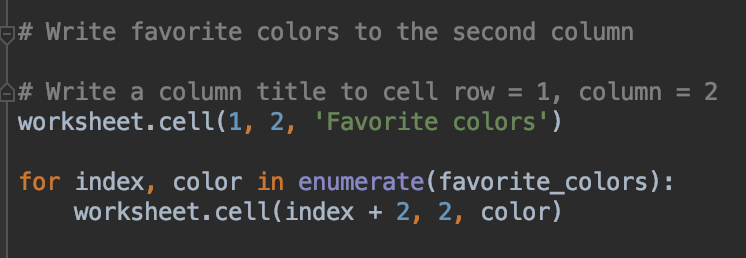 # Write favorite colors to the second column
# Write a column title to cell row = 1, column = 2
worksheet.cell(1, 2, 'Favorite colors')
for index, color in enumerate(favorite_colors):
    worksheet.cell(index + 2, 2, color)